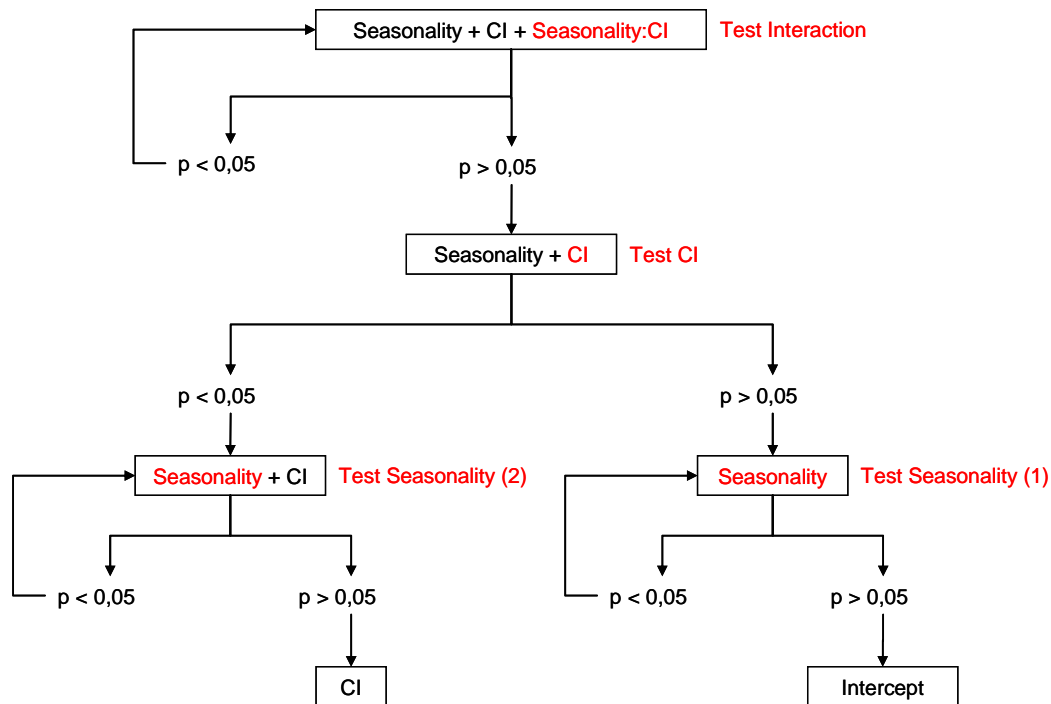 Seasonality + CI + Seasonality:CI Test Interaction
p < 0,05 p > 0,05
Seasonality + CI Test CI
p < 0,05 p > 0,05
Seasonality + CI Test Seasonality (2) Seasonality Test Seasonality (1)
p < 0,05 p > 0,05 p < 0,05 p > 0,05
CI Intercept